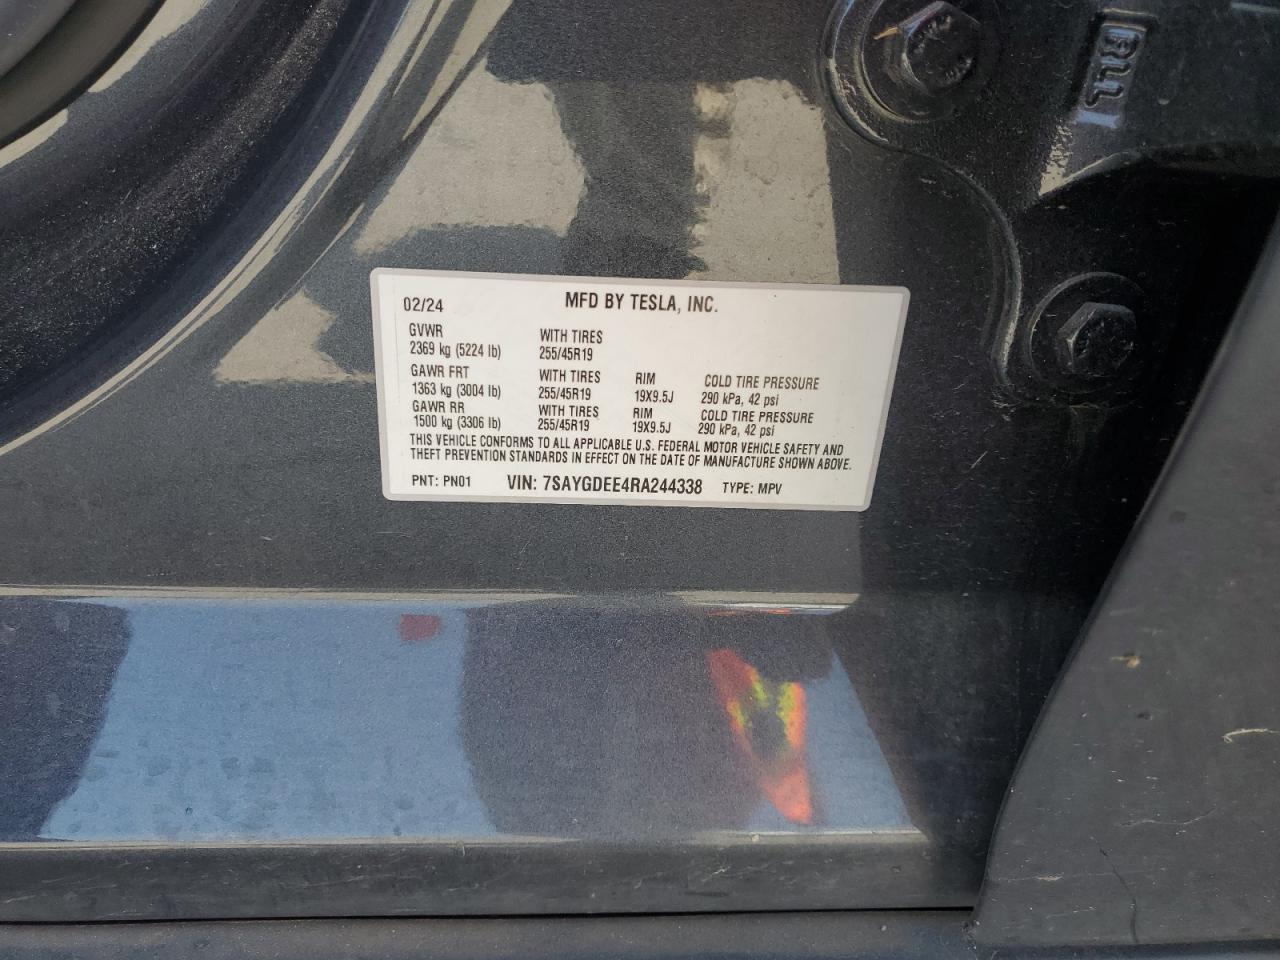 RLL
02/24 MFD BY TESLA, INC.
GVWR WITH TIRES
2369 kg (5224 lb) 255/45R19
GAWR FRT WITH TIRES RIM COLD TIRE PRESSURE
1363 kg (3004 lb) 255/45R19 19X9.5J 290 kPa, 42 psi
GAWR RR WITH TIRES RIM COLD TIRE PRESSURE
1500 kg (3306 lb) 255/45R19 19X9.5J 290 kPa, 42 psi
THIS VEHICLE CONFORMS TO ALL APPLICABLE U.S. FEDERAL MOTOR VEHICLE SAFETY AND
THEFT PREVENTION STANDARDS IN EFFECT ON THE DATE OF MANUFACTURE SHOWN ABOVE.
PNT: PN01 VIN: 7SAYGDEE4RA244338 TYPE: MPV